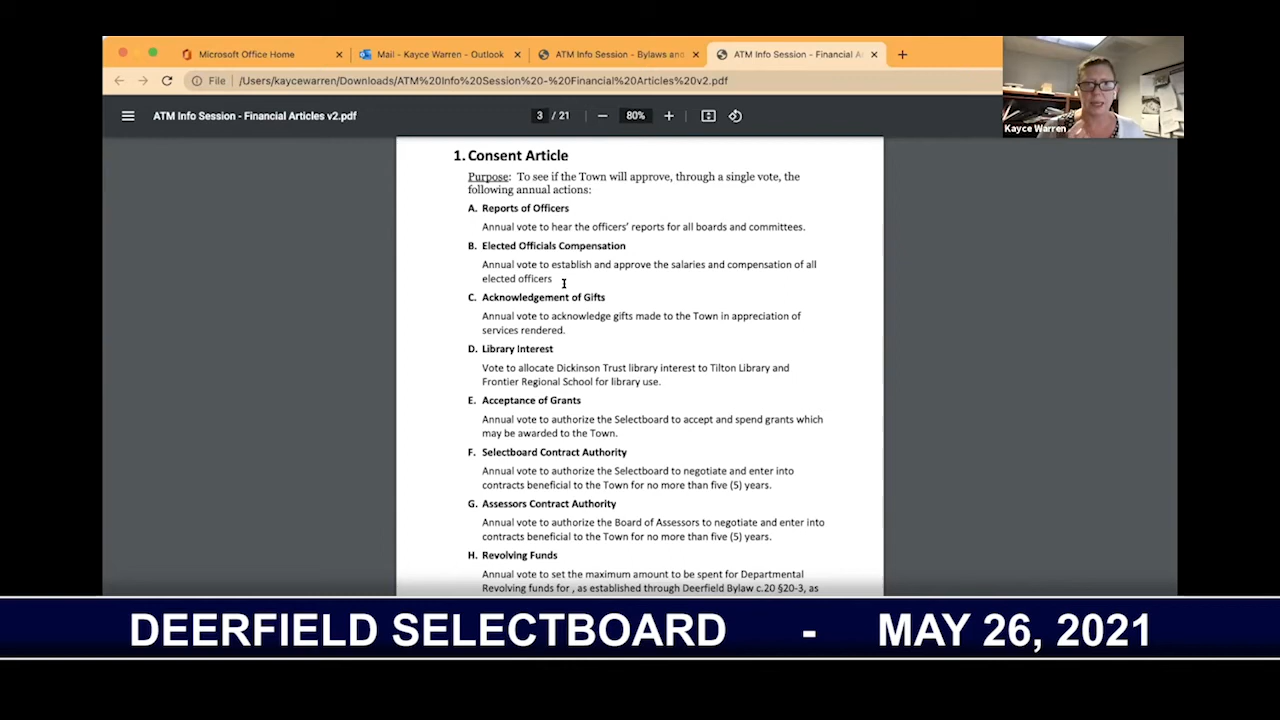 Microsoft Office Home
Mail - Kayce Warren - Outlook
ATM Info Session - Bylaws and
ATM Info Session - Financial A
File
/Users/kaycewarren/Downloads/ATM%20Info%20Session%20-%20Financial%20Articles%20v2.pdf
ATM Info Session - Financial Articles v2.pdf
3 / 21
80%
Kayce Warren
1. Consent Article
Purpose: To see if the Town will approve, through a single vote, the
following annual actions:
A. Reports of Officers
Annual vote to hear the officers’ reports for all boards and committees.
B. Elected Officials Compensation
Annual vote to establish and approve the salaries and compensation of all
elected officers
C. Acknowledgement of Gifts
Annual vote to acknowledge gifts made to the Town in appreciation of
services rendered.
D. Library Interest
Vote to allocate Dickinson Trust library interest to Tilton Library and
Frontier Regional School for library use.
E. Acceptance of Grants
Annual vote to authorize the Selectboard to accept and spend grants which
may be awarded to the Town.
F. Selectboard Contract Authority
Annual vote to authorize the Selectboard to negotiate and enter into
contracts beneficial to the Town for no more than five (5) years.
G. Assessors Contract Authority
Annual vote to authorize the Board of Assessors to negotiate and enter into
contracts beneficial to the Town for no more than five (5) years.
H. Revolving Funds
Annual vote to set the maximum amount to be spent for Departmental
Revolving funds for , as established through Deerfield Bylaw c.20 §20-3, as
DEERFIELD SELECTBOARD - MAY 26, 2021